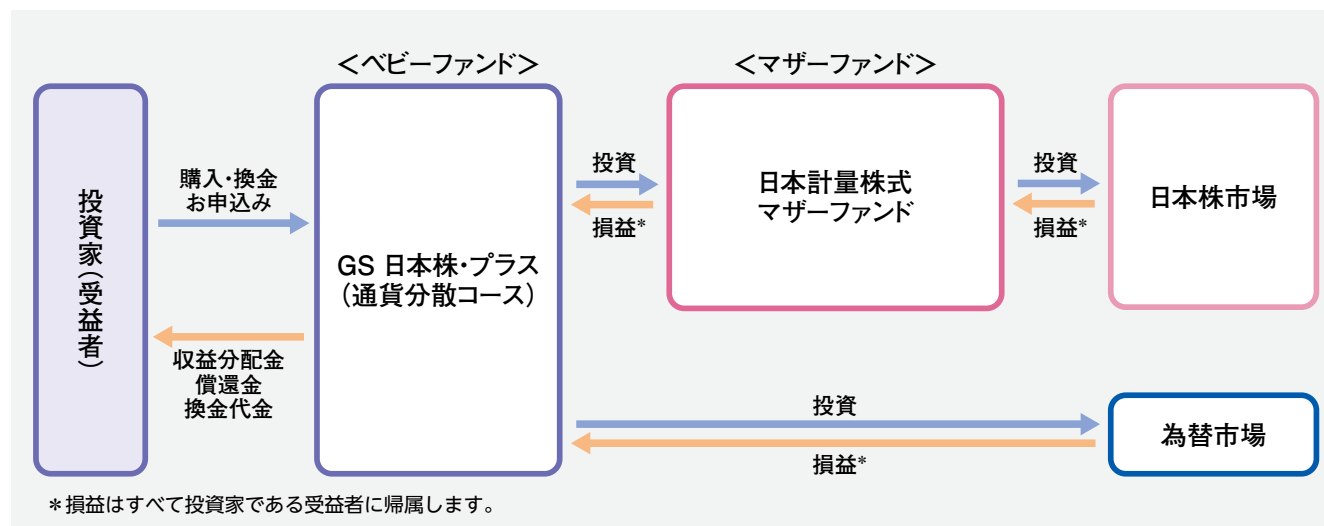 ＜ベビーファンド＞
＜マザーファンド＞
投資家（受益者）
購入・換金
お申込み
収益分配金
償還金
換金代金
GS 日本株・プラス
（通貨分散コース）
投資
損益*
日本計量株式
マザーファンド
投資
損益*
日本株市場
投資
損益*
為替市場
＊損益はすべて投資家である受益者に帰属します。